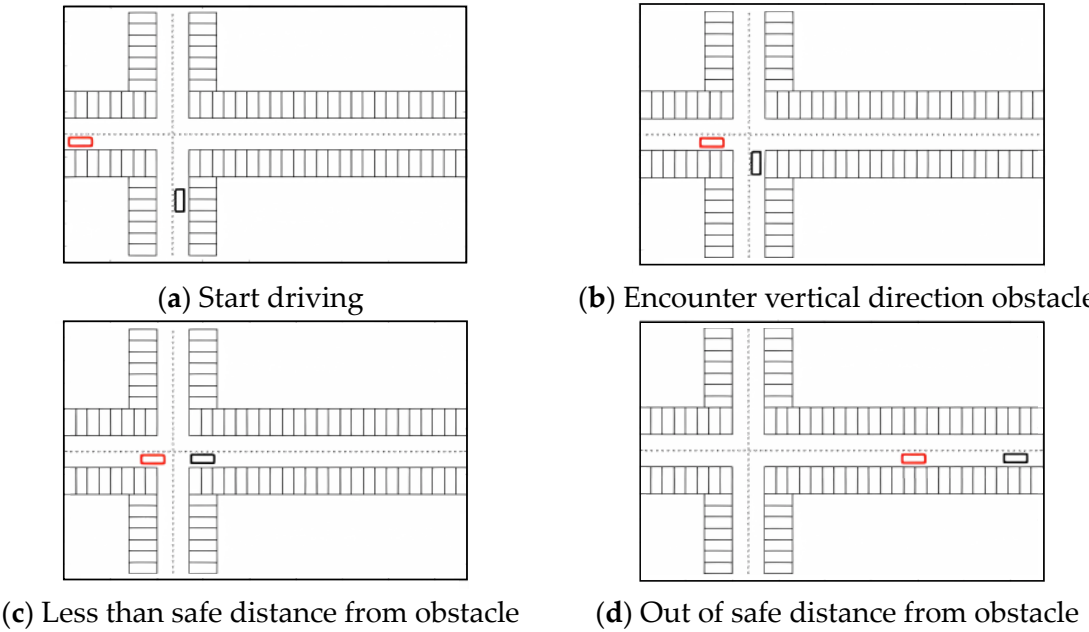 (a) Start driving
(b) Encounter vertical direction obstacle
(c) Less than safe distance from obstacle
(d) Out of safe distance from obstacle